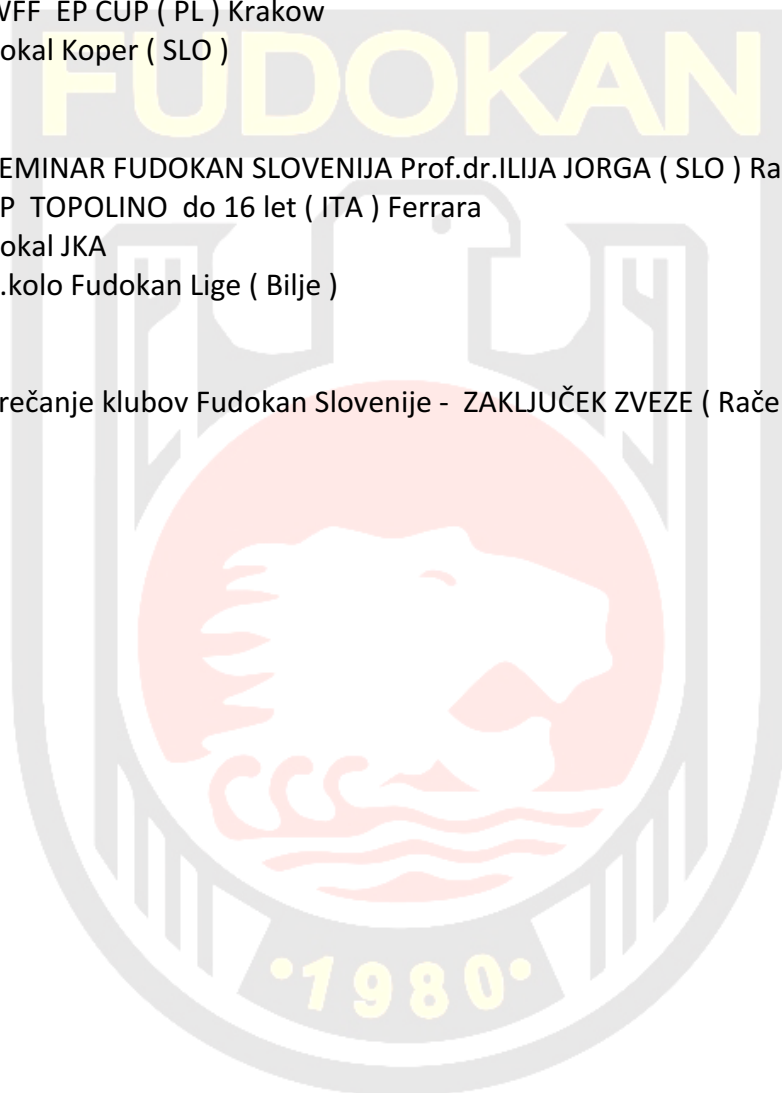 WFF EP CUP ( PL ) Krakow
okal Koper ( SLO )
FUDOKAN
EMINAR FUDOKAN SLOVENIJA Prof.dr.ILIJA JORGA ( SLO ) Ra
P TOPOLINO do 16 let ( ITA ) Ferrara
okal JKA
.kolo Fudokan Lige ( Bilje )
rečanje klubov Fudokan Slovenije - ZAKLJUČEK ZVEZE ( Rače
•1980•